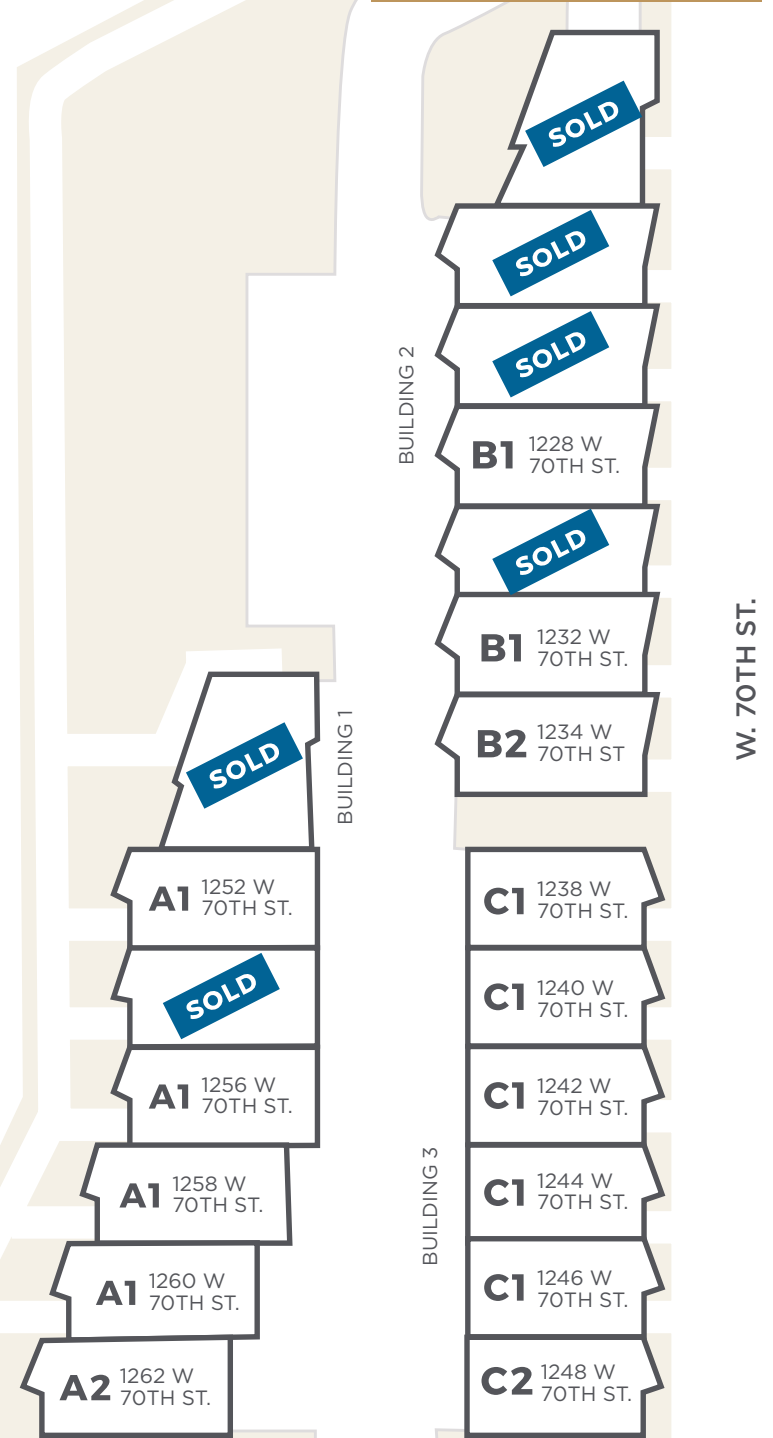 SOLD
SOLD
SOLD
BUILDING 2
B1 1228 W
70TH ST.
SOLD
B1 1232 W
70TH ST.
B2 1234 W
70TH ST
W. 70TH ST.
SOLD
BUILDING 1
A1 1252 W
70TH ST.
SOLD
A1 1256 W
70TH ST.
A1 1258 W
70TH ST.
A1 1260 W
70TH ST.
A2 1262 W
70TH ST.
BUILDING 3
C1 1238 W
70TH ST.
C1 1240 W
70TH ST.
C1 1242 W
70TH ST.
C1 1244 W
70TH ST.
C1 1246 W
70TH ST.
C2 1248 W
70TH ST.